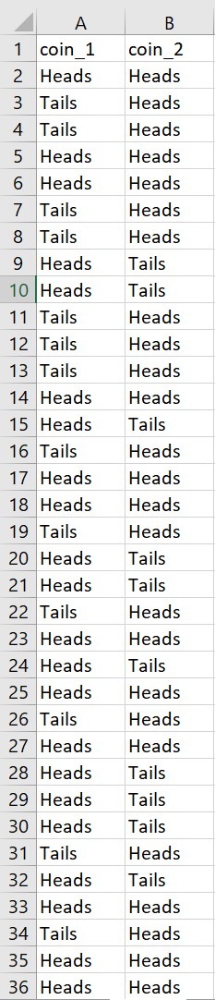 A B
1 coin_1 coin_2
2 Heads Heads
3 Tails Heads
4 Tails Heads
5 Heads Heads
6 Heads Heads
7 Tails Heads
8 Tails Heads
9 Heads Tails
10 Heads Tails
11 Tails Heads
12 Tails Heads
13 Tails Heads
14 Heads Heads
15 Heads Tails
16 Tails Heads
17 Heads Heads
18 Heads Heads
19 Tails Heads
20 Heads Tails
21 Heads Tails
22 Tails Heads
23 Heads Heads
24 Heads Tails
25 Heads Heads
26 Tails Heads
27 Heads Heads
28 Heads Tails
29 Heads Tails
30 Heads Tails
31 Tails Heads
32 Heads Tails
33 Heads Heads
34 Tails Heads
35 Heads Heads
36 Heads Heads